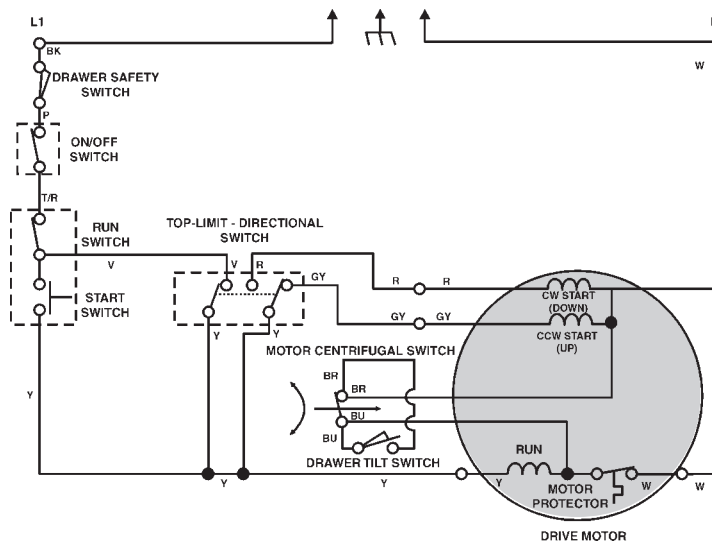 L1
BK
W
DRAWER SAFETY
SWITCH
P
ON/OFF
SWITCH
T/R
RUN
SWITCH
TOP-LIMIT - DIRECTIONAL
SWITCH
V
V
R
GY
R
R
START
SWITCH
CW START
(DOWN)
GY
GY
CCW START
(UP)
Y
Y
MOTOR CENTRIFUGAL SWITCH
BR
BR
Y
BU
BU
DRAWER TILT SWITCH
RUN
Y
Y
Y
MOTOR
PROTECTOR
W
W
DRIVE MOTOR